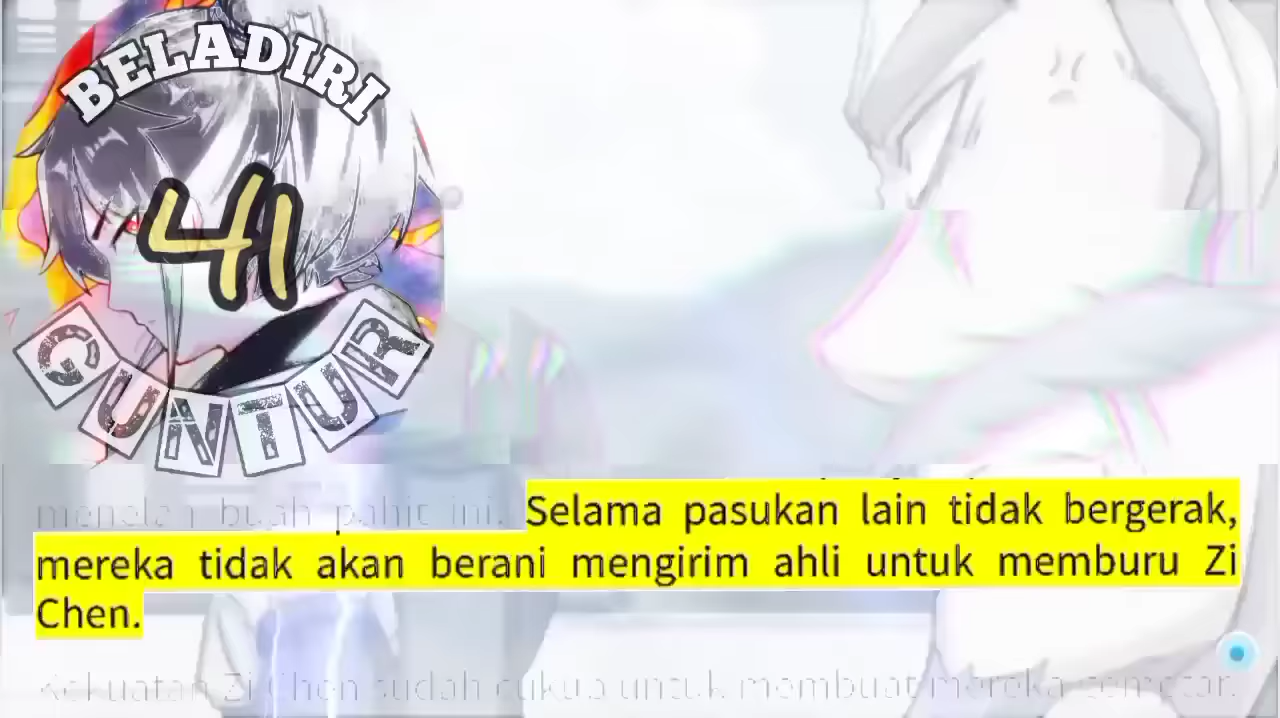 BELADIRI
41
GUNTUR
menelan buah pahit ini. Selama pasukan lain tidak bergerak,
mereka tidak akan berani mengirim ahli untuk memburu Zi
Chen.
Kekuatan Zi Chen sudah cukup untuk membuat mereka gemetar.